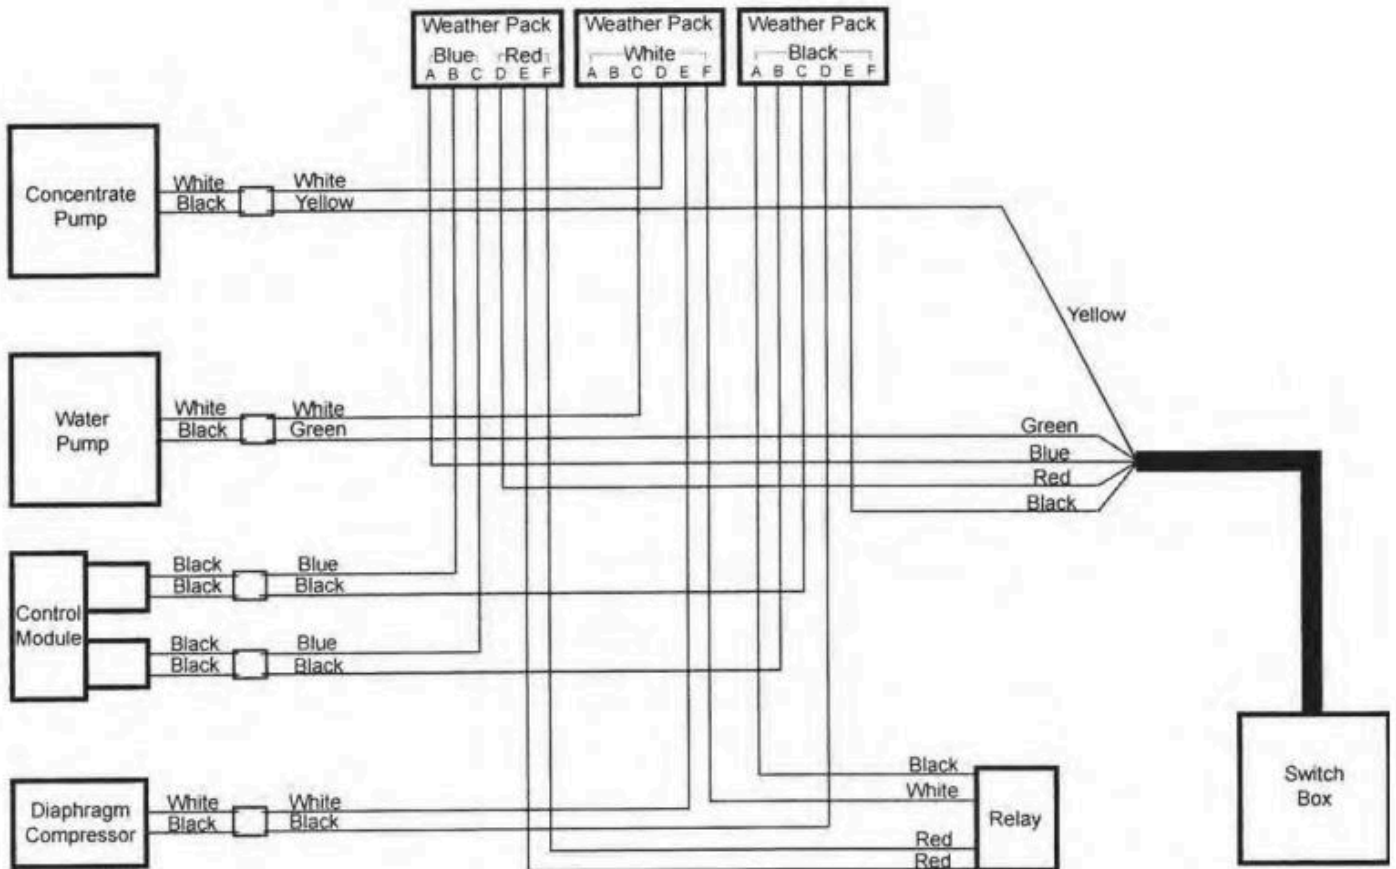 Weather Pack
Blue Red
A B C D E F
Weather Pack
White
A B C D E F
Weather Pack
Black
A B C D E F
Concentrate
Pump
White
Black
White
Yellow
Yellow
Water
Pump
White
Black
White
Green
Green
Blue
Red
Black
Control
Module
Black
Black
Blue
Black
Black
Black
Blue
Black
Diaphragm
Compressor
White
Black
White
Black
Black
White
Red
Red
Relay
Switch
Box